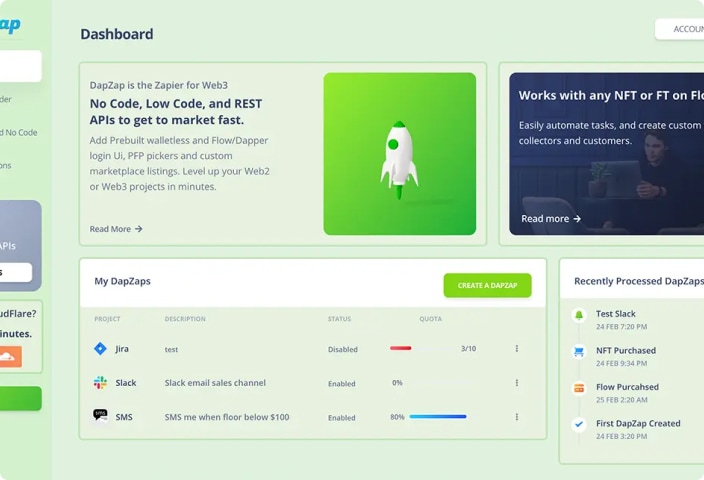 ap
Dashboard
ACCOUN
der
d No Code
ons
APIs
s
udFlare?
inutes.
DapZap is the Zapier for Web3
No Code, Low Code, and REST
APIs to get to market fast.
Add Prebuilt walletless and Flow/Dapper
login Ui, PFP pickers and custom
marketplace listings. Level up your Web2
or Web3 projects in minutes.
Read More →
Works with any NFT or FT on Flo
Easily automate tasks, and create custom
collectors and customers.
Read more →
My DapZaps
CREATE A DAPZAP
PROJECT DESCRIPTION STATUS QUOTA
Jira test Disabled 3/10
Slack Slack email sales channel Enabled 0%
sms SMS SMS me when floor below $100 Enabled 80%
Recently Processed DapZaps
Test Slack
24 FEB 7:20 PM
NFT Purchased
24 FEB 9:34 PM
Flow Purcahsed
25 FEB 2:20 AM
First DapZap Created
24 FEB 3:20 PM